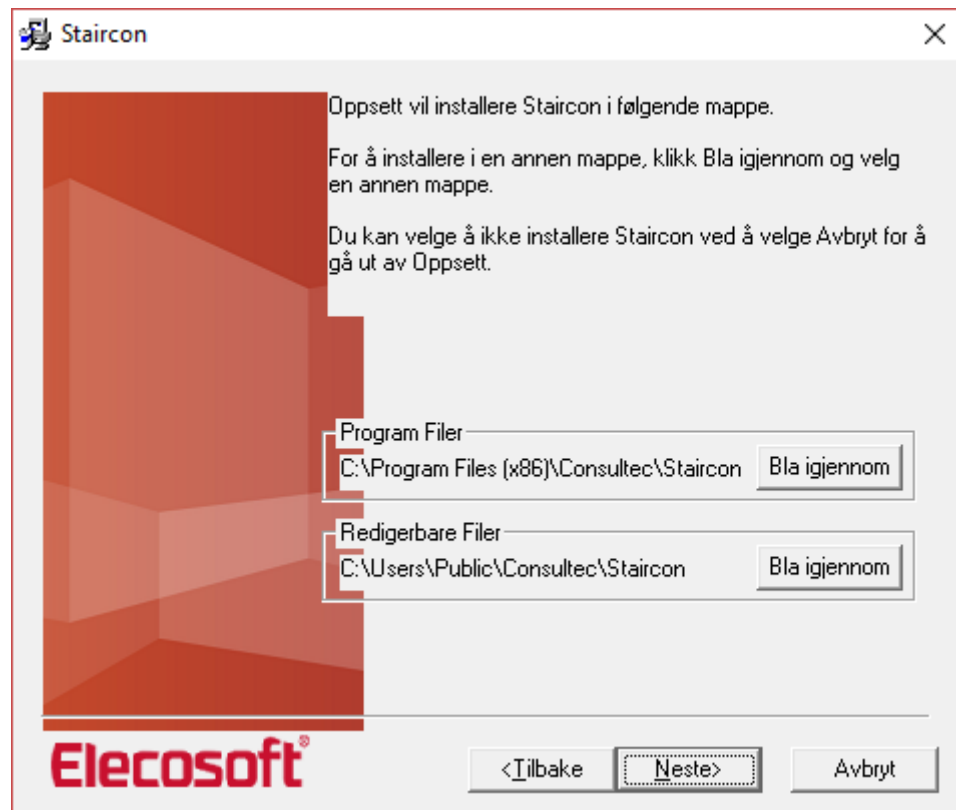 Staircon
Oppsett vil installere Staircon i følgende mappe.
For å installere i en annen mappe, klikk Bla igjennom og velg
en annen mappe.
Du kan velge å ikke installere Staircon ved å velge Avbryt for å
gå ut av Oppsett.
Program Filer
C:\Program Files (x86)\Consultec\Staircon
Bla igjennom
Redigerbare Filer
C:\Users\Public\Consultec\Staircon
Bla igjennom
Elecosoft®
<Tilbake
Neste>
Avbryt